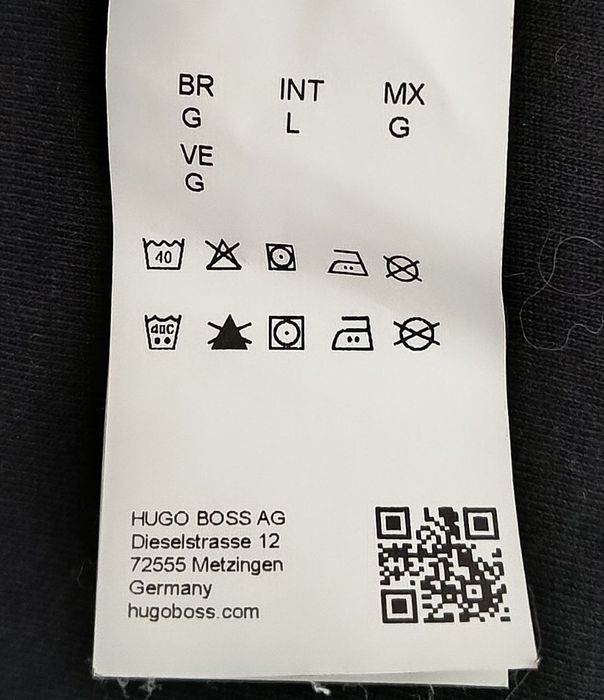 BR INT MX
G L G
VE
G
40
40C
HUGO BOSS AG
Dieselstrasse 12
72555 Metzingen
Germany
hugoboss.com